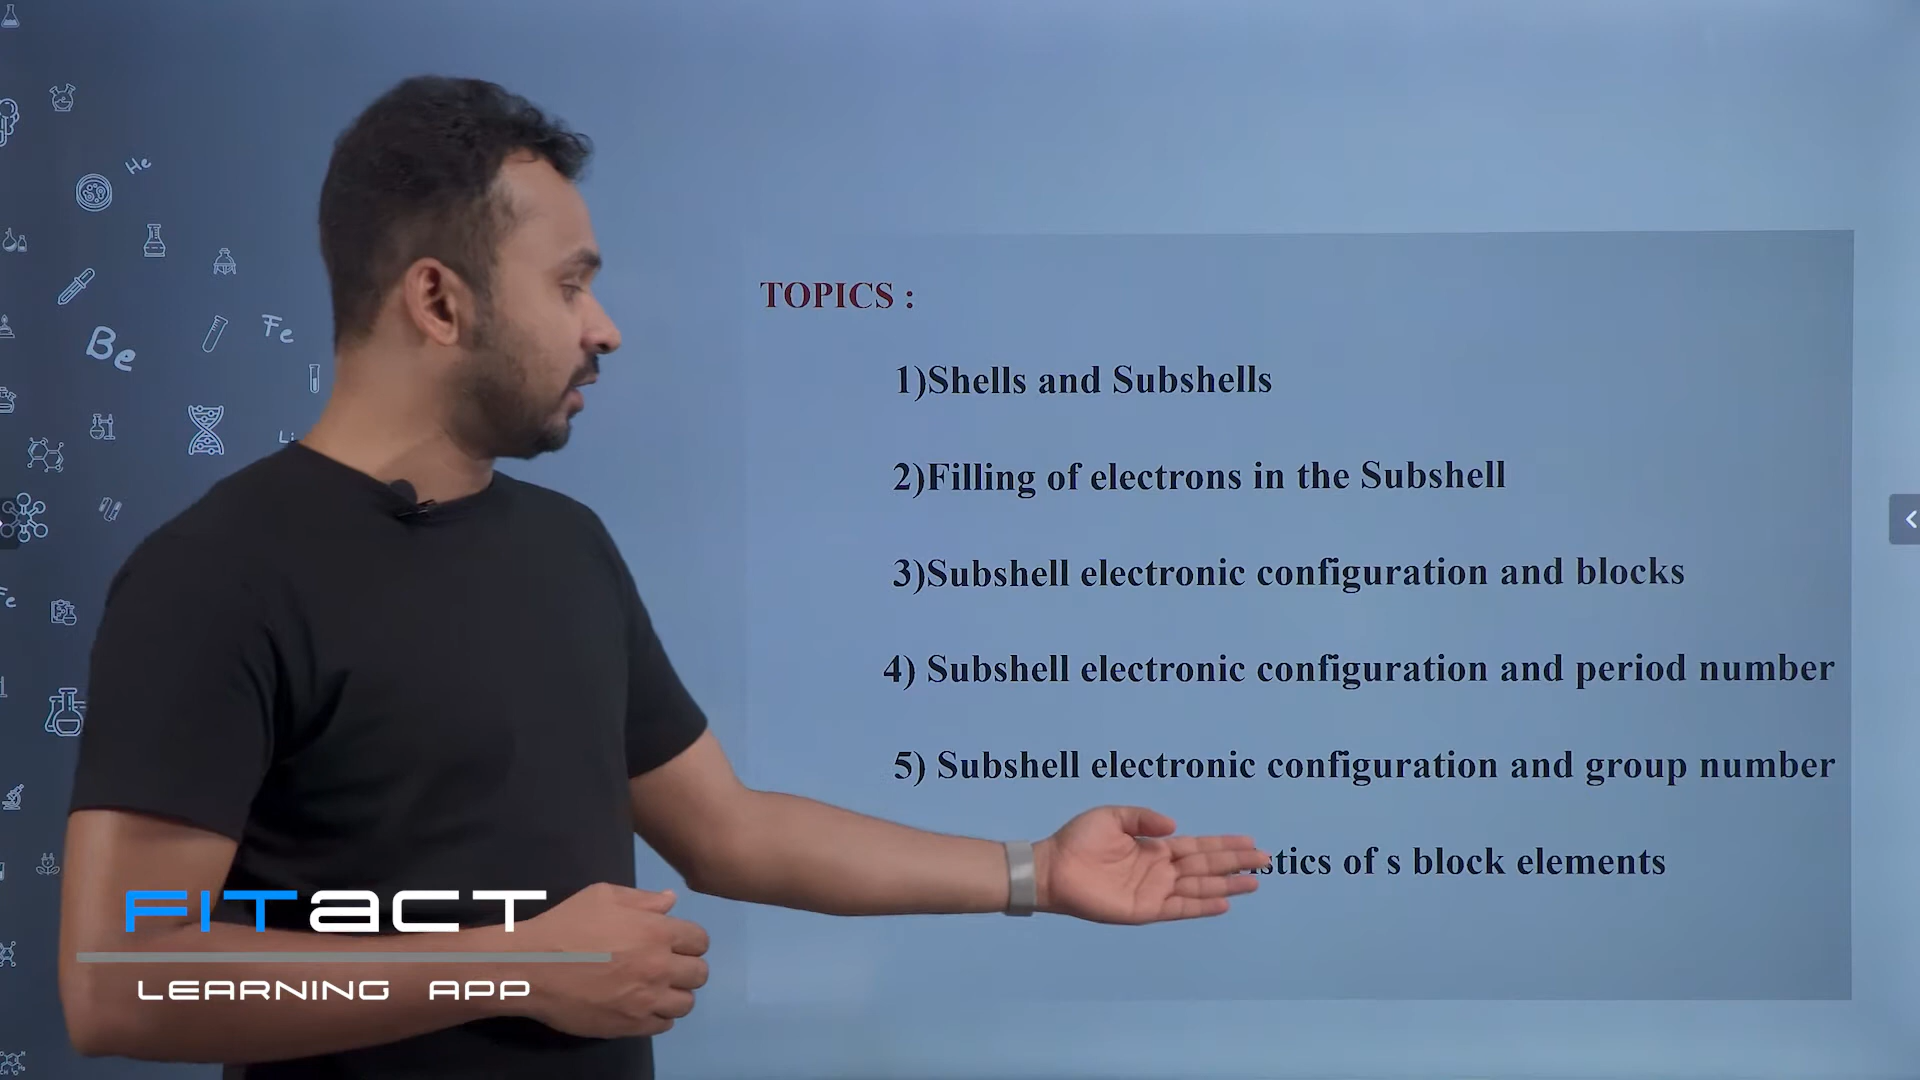 He
Be
Fe
Li
TOPICS :
1)Shells and Subshells
2)Filling of electrons in the Subshell
3)Subshell electronic configuration and blocks
4) Subshell electronic configuration and period number
5) Subshell electronic configuration and group number
of s block elements
FITACT
LEARNING APP